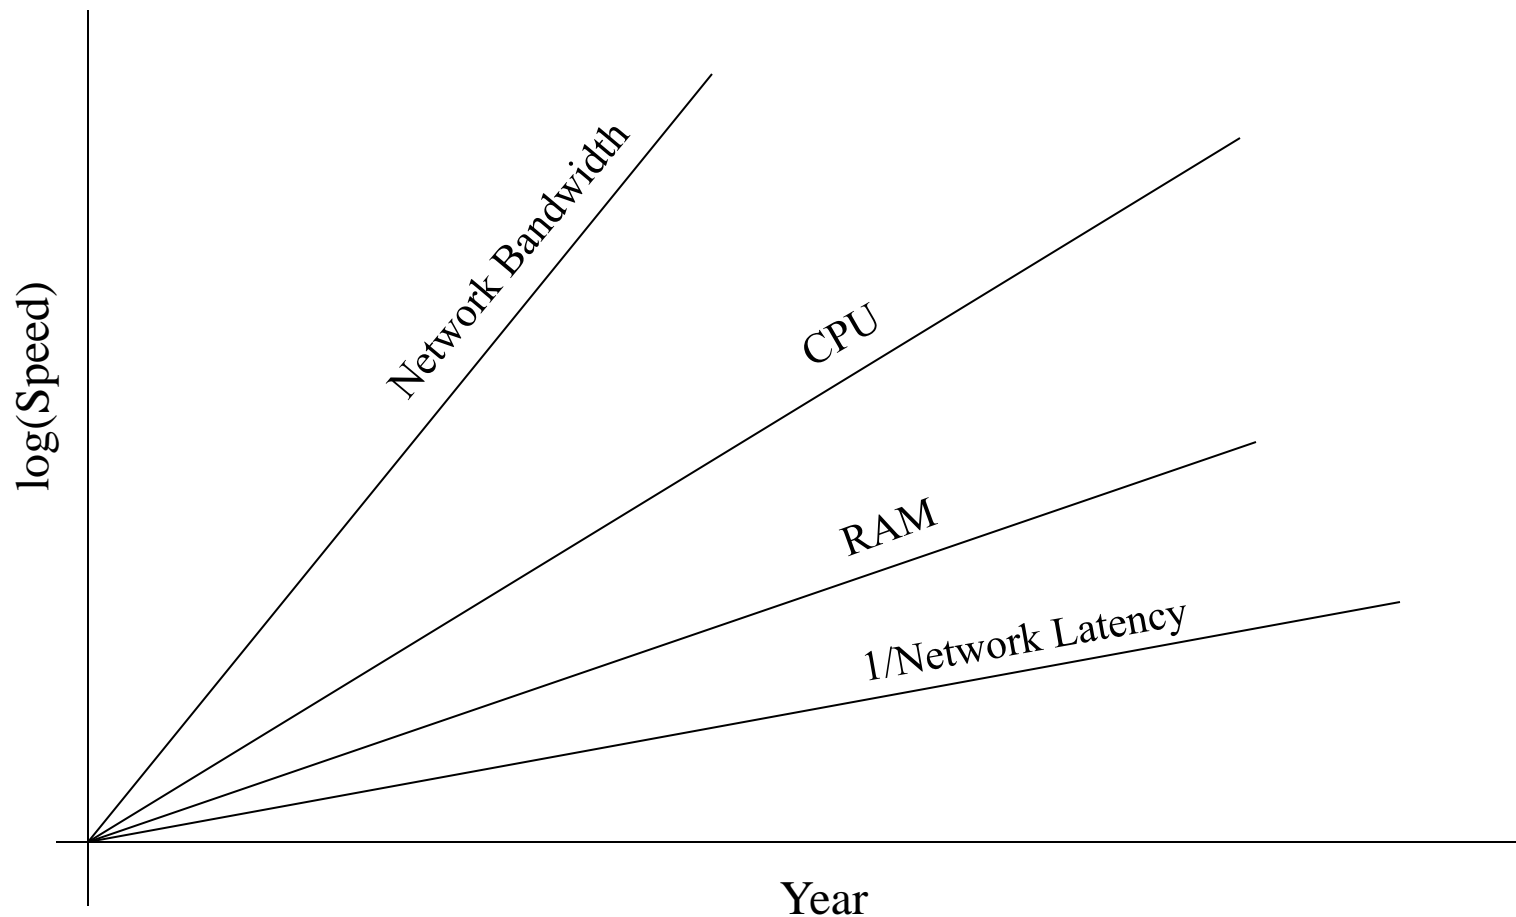 Network Bandwidth
CPU
log(Speed)
RAM
1/Network Latency
Year